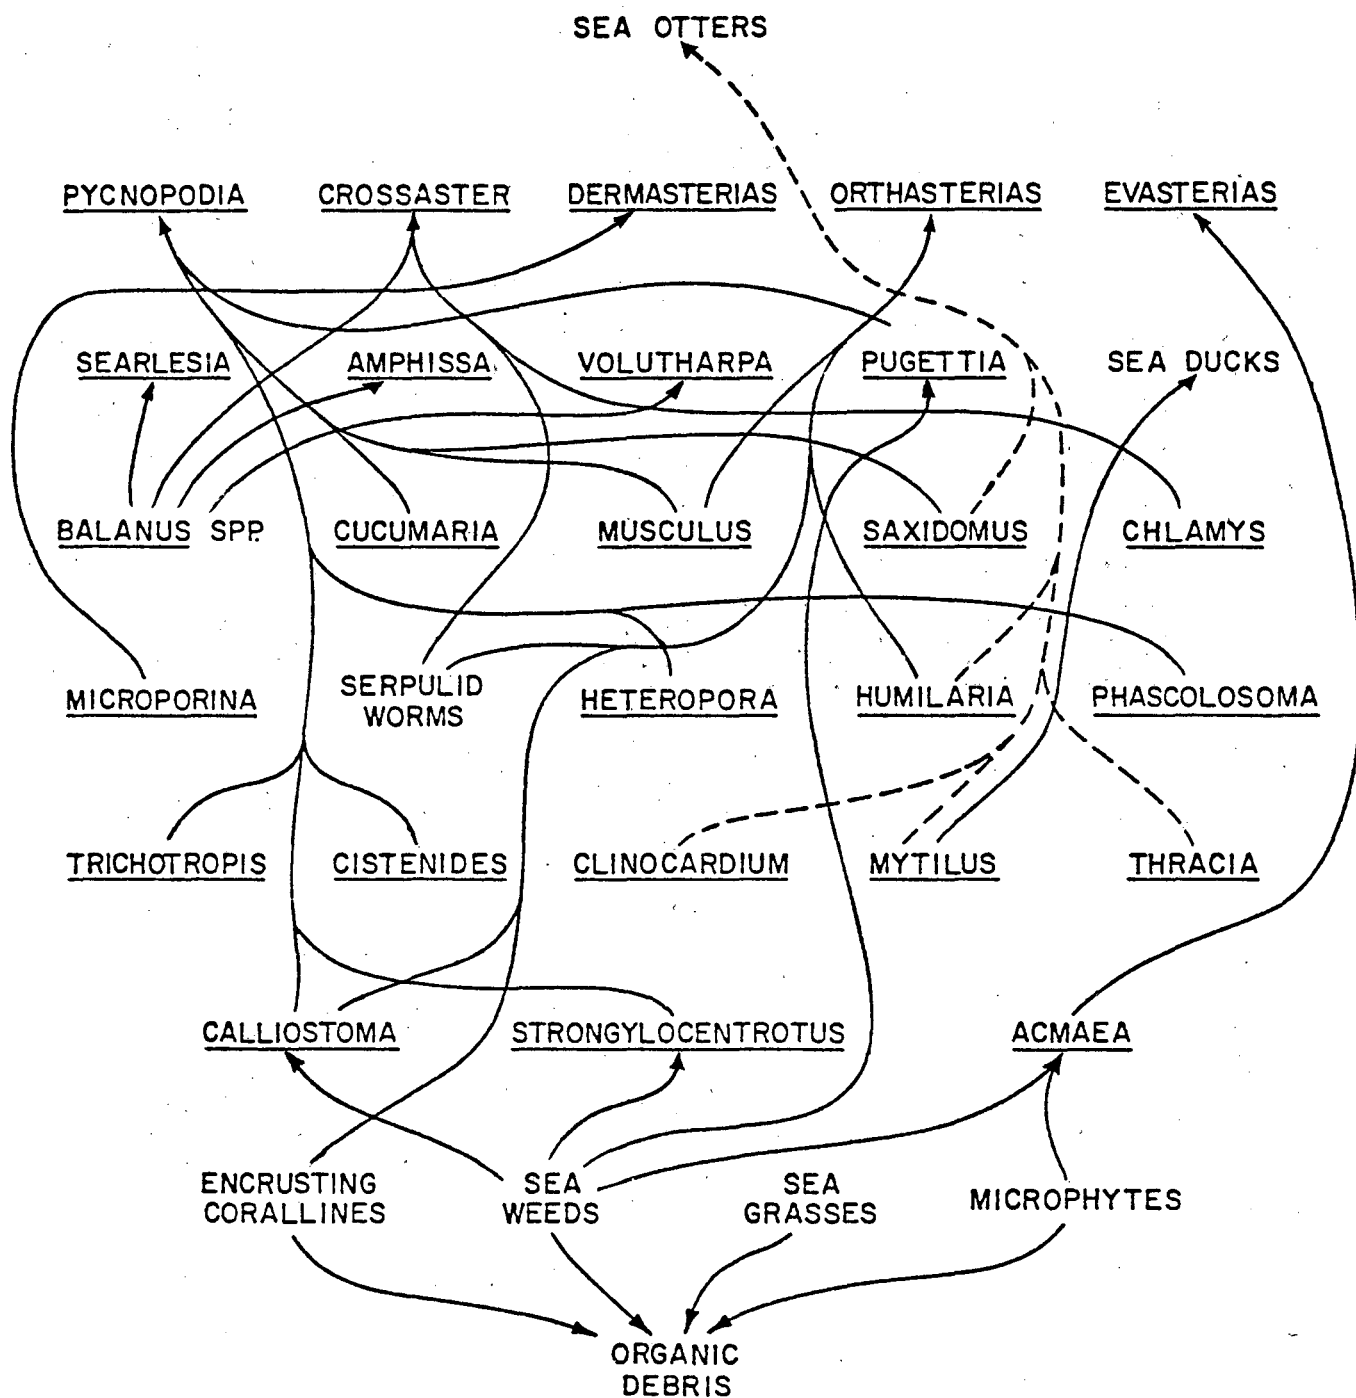 SEA OTTERS
PYCNOPODIA CROSSASTER DERMASTERIAS ORTHASTERIAS EVASTERIAS
SEARLESIA AMPHISSA VOLUTHARPA PUGETTIA SEA DUCKS
BALANUS SPP. CUCUMARIA MUSCULUS SAXIDOMUS CHLAMYS
MICROPORINA SERPULID WORMS HETEROPORA HUMILARIA PHASCOLOSOMA
TRICHOTROPIS CISTENIDES CLINOCARDIUM MYTILUS THRACIA
CALLIOSTOMA STRONGYLOCENTROTUS ACMAEA
ENCRUSTING
CORALLINES
SEA
WEEDS
SEA
GRASSES
MICROPHYTES
ORGANIC
DEBRIS